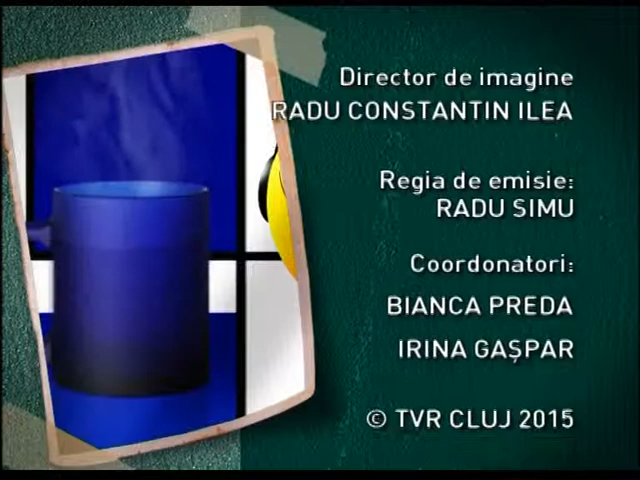 Director de imagine
RADU CONSTANTIN ILEA
Regia de emisie:
RADU SIMU
Coordonatori:
BIANCA PREDA
IRINA GAȘPAR
© TVR CLUJ 2015